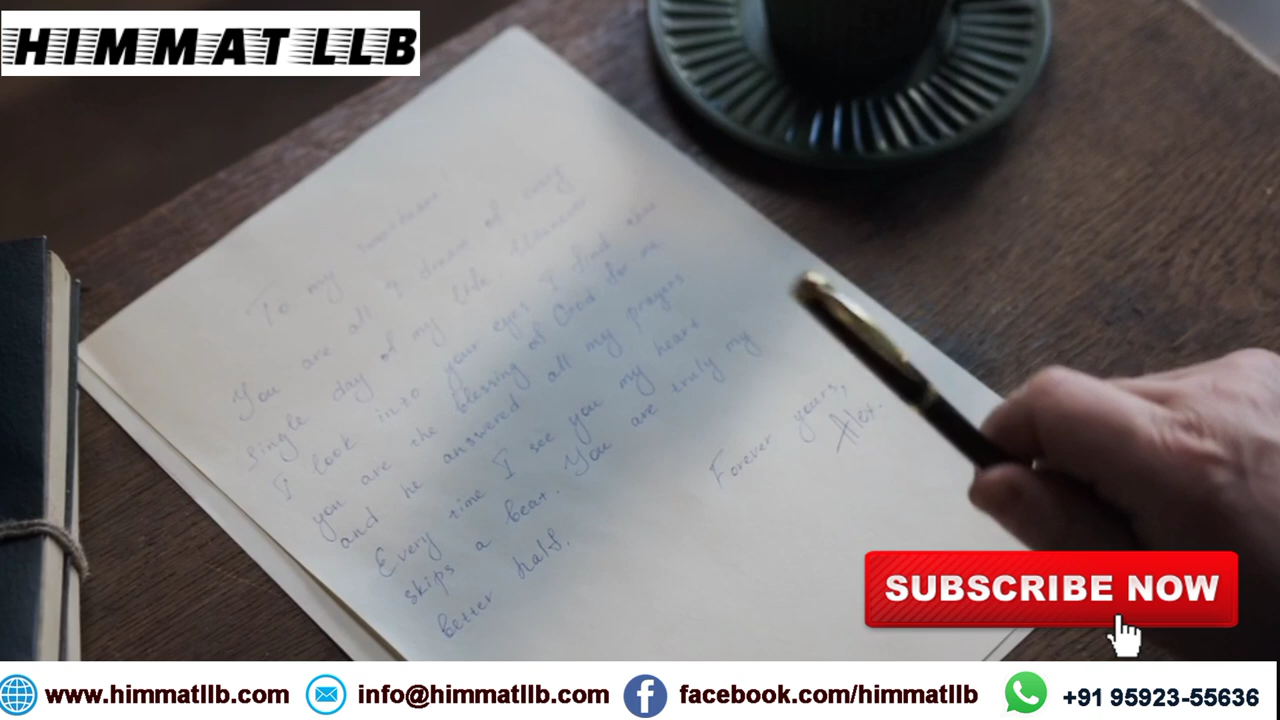 HIMMAT LLB
To my sweetheart!
You are all I dream of every
single day of my life. Whenever
I look into your eyes I find
you are the blessing of God for me
and he answered all my prayers
Every time I see you my heart
skips a beat. You are truly my
better half.
Forever yours,
Alex.
SUBSCRIBE NOW
www.himmatllb.com
info@himmatllb.com
facebook.com/himmatllb
+91 95923-55636